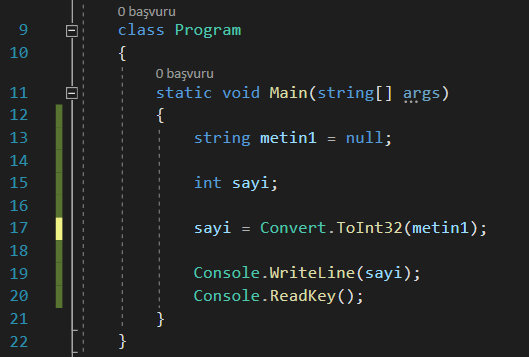 0 başvuru
9 class Program
10 {
0 başvuru
11 static void Main(string[] args)
12 {
13 string metin1 = null;
14
15 int sayi;
16
17 sayi = Convert.ToInt32(metin1);
18
19 Console.WriteLine(sayi);
20 Console.ReadKey();
21 }
22 }